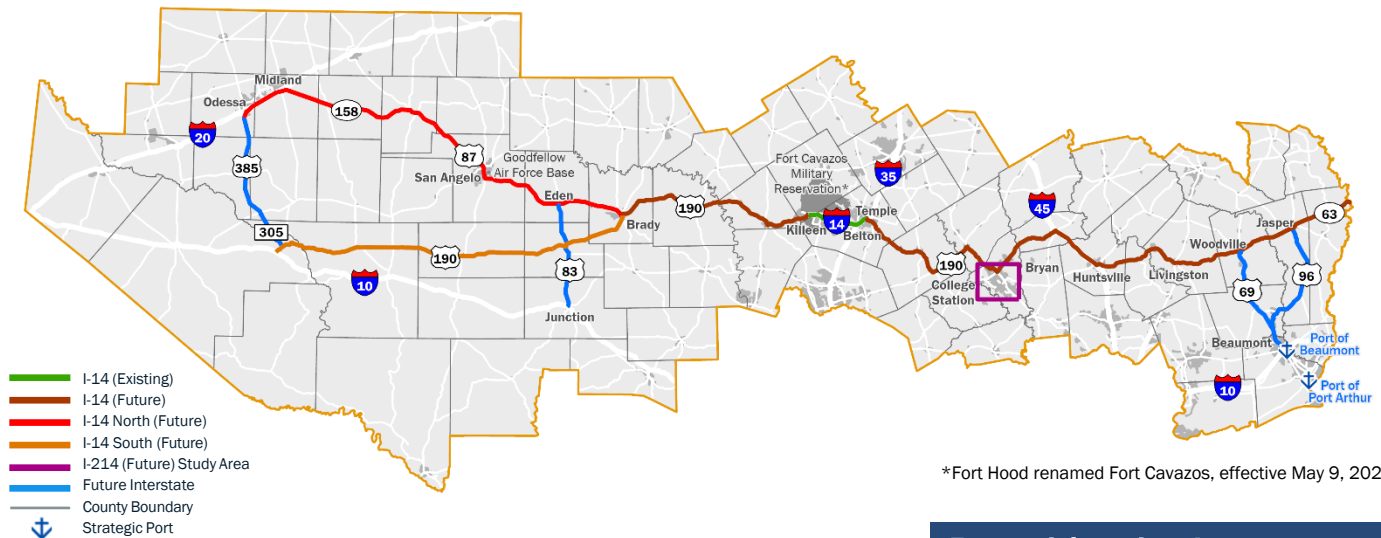 Midland
Odessa
158
20
385
87
Goodfellow
Air Force Base
San Angelo
Eden
305
190
83
10
Junction
Brady
190
Fort Cavazos
Military
Reservation*
35
Temple
14
Killeen
Belton
45
190
Bryan
College
Station
Huntsville
Livingston
Woodville
Jasper
63
69
96
Beaumont
Port of
Beaumont
10
Port of
Port Arthur
I-14 (Existing)
I-14 (Future)
I-14 North (Future)
I-14 South (Future)
I-214 (Future) Study Area
Future Interstate
County Boundary
Strategic Port
*Fort Hood renamed Fort Cavazos, effective May 9, 202